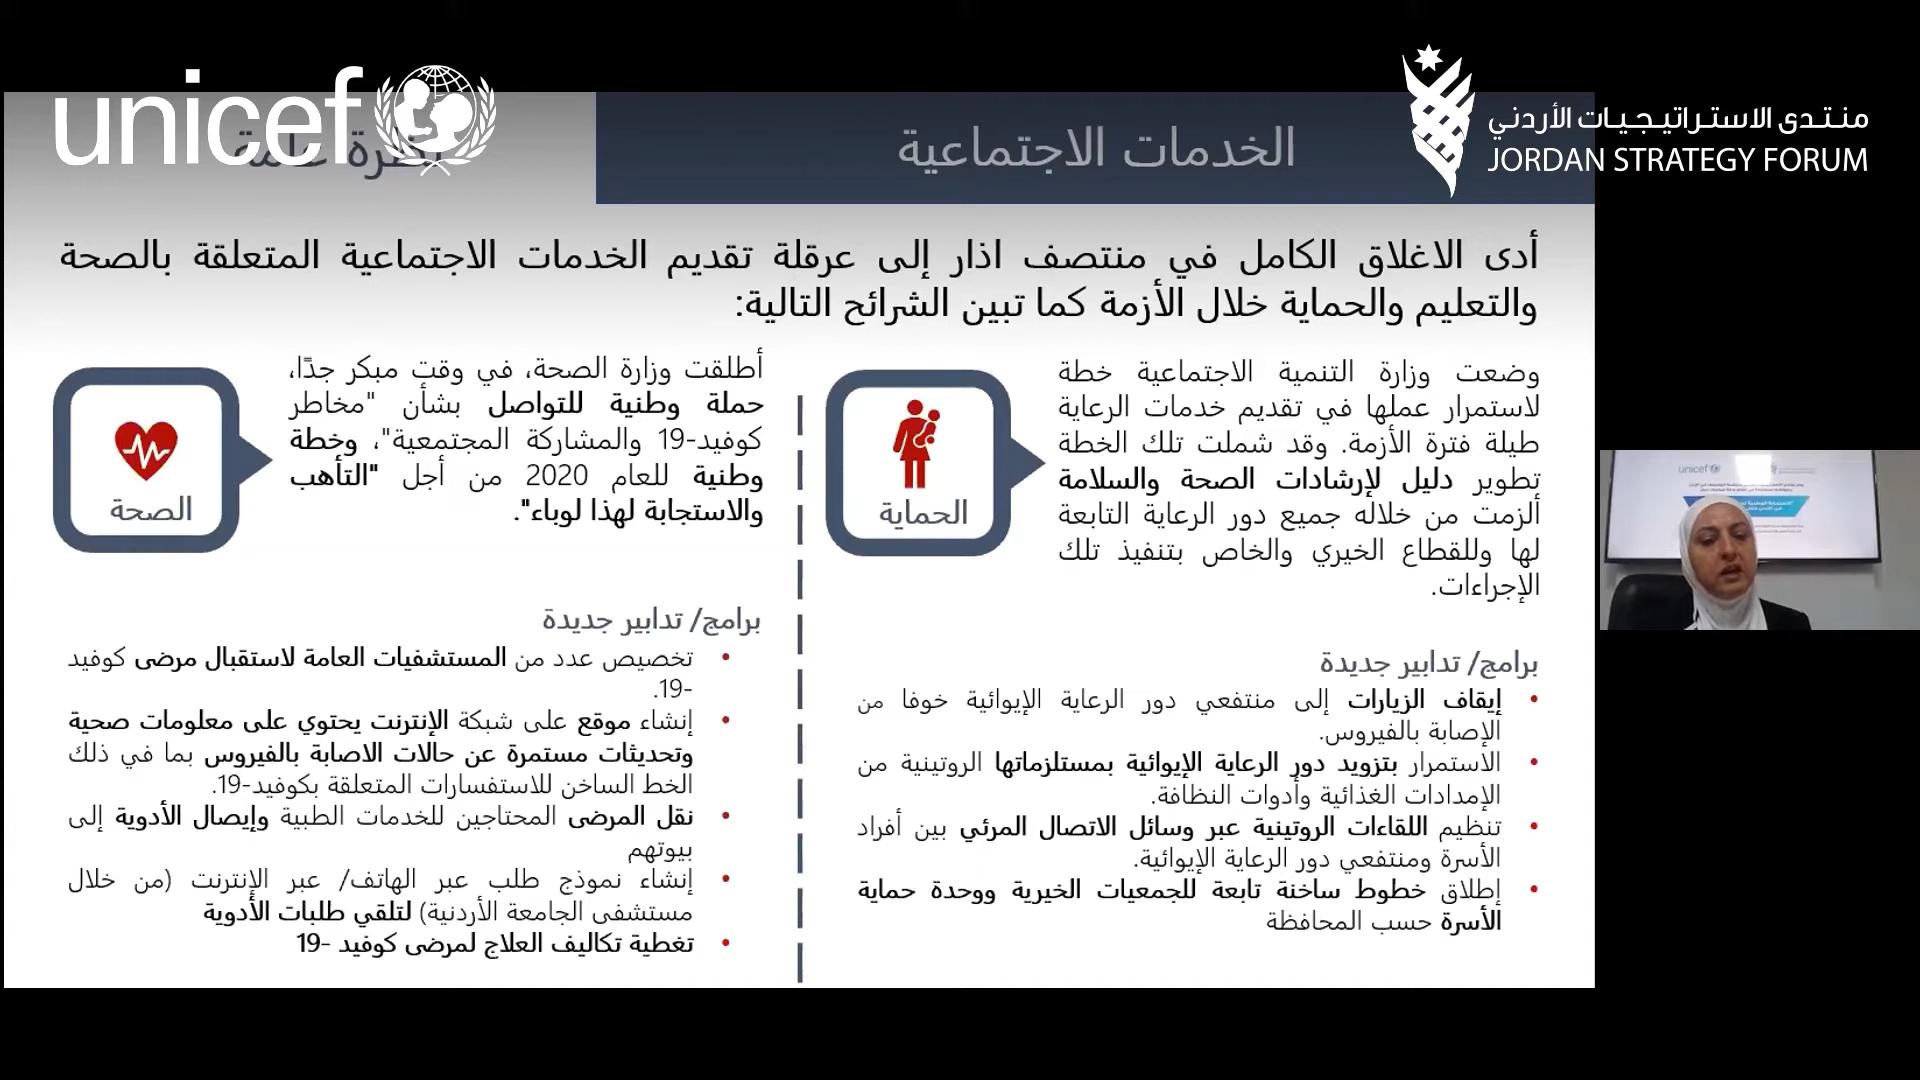 unicef
منتدى الاستراتيجيات الأردني
JORDAN STRATEGY FORUM
الخدمات الاجتماعية
نظرة عامة
أدى الاغلاق الكامل في منتصف اذار إلى عرقلة تقديم الخدمات الاجتماعية المتعلقة بالصحة
والتعليم والحماية خلال الأزمة كما تبين الشرائح التالية:
وضعت وزارة التنمية الاجتماعية خطة
لاستمرار عملها في تقديم خدمات الرعاية
طيلة فترة الأزمة. وقد شملت تلك الخطة
تطوير دليل لإرشادات الصحة والسلامة
ألزمت من خلاله جميع دور الرعاية التابعة
لها وللقطاع الخيري والخاص بتنفيذ تلك
الإجراءات.
الحماية
برامج/ تدابير جديدة
• إيقاف الزيارات إلى منتفعي دور الرعاية الإيوائية خوفا من
الإصابة بالفيروس.
• الاستمرار بتزويد دور الرعاية الإيوائية بمستلزماتها الروتينية من
الإمدادات الغذائية وأدوات النظافة.
• تنظيم اللقاءات الروتينية عبر وسائل الاتصال المرئي بين أفراد
الأسرة ومنتفعي دور الرعاية الإيوائية.
• إطلاق خطوط ساخنة تابعة للجمعيات الخيرية ووحدة حماية
الأسرة حسب المحافظة
أطلقت وزارة الصحة، في وقت مبكر جدًا،
حملة وطنية للتواصل بشأن "مخاطر
كوفيد-19 والمشاركة المجتمعية"، وخطة
وطنية للعام 2020 من أجل "التأهب
والاستجابة لهذا لوباء".
الصحة
برامج/ تدابير جديدة
• تخصيص عدد من المستشفيات العامة لاستقبال مرضى كوفيد
-19.
• إنشاء موقع على شبكة الإنترنت يحتوي على معلومات صحية
وتحديثات مستمرة عن حالات الاصابة بالفيروس بما في ذلك
الخط الساخن للاستفسارات المتعلقة بكوفيد-19.
• نقل المرضى المحتاجين للخدمات الطبية وإيصال الأدوية إلى
بيوتهم
• إنشاء نموذج طلب عبر الهاتف/ عبر الإنترنت (من خلال
مستشفى الجامعة الأردنية) لتلقي طلبات الأدوية
• تغطية تكاليف العلاج لمرضى كوفيد -19
unicef